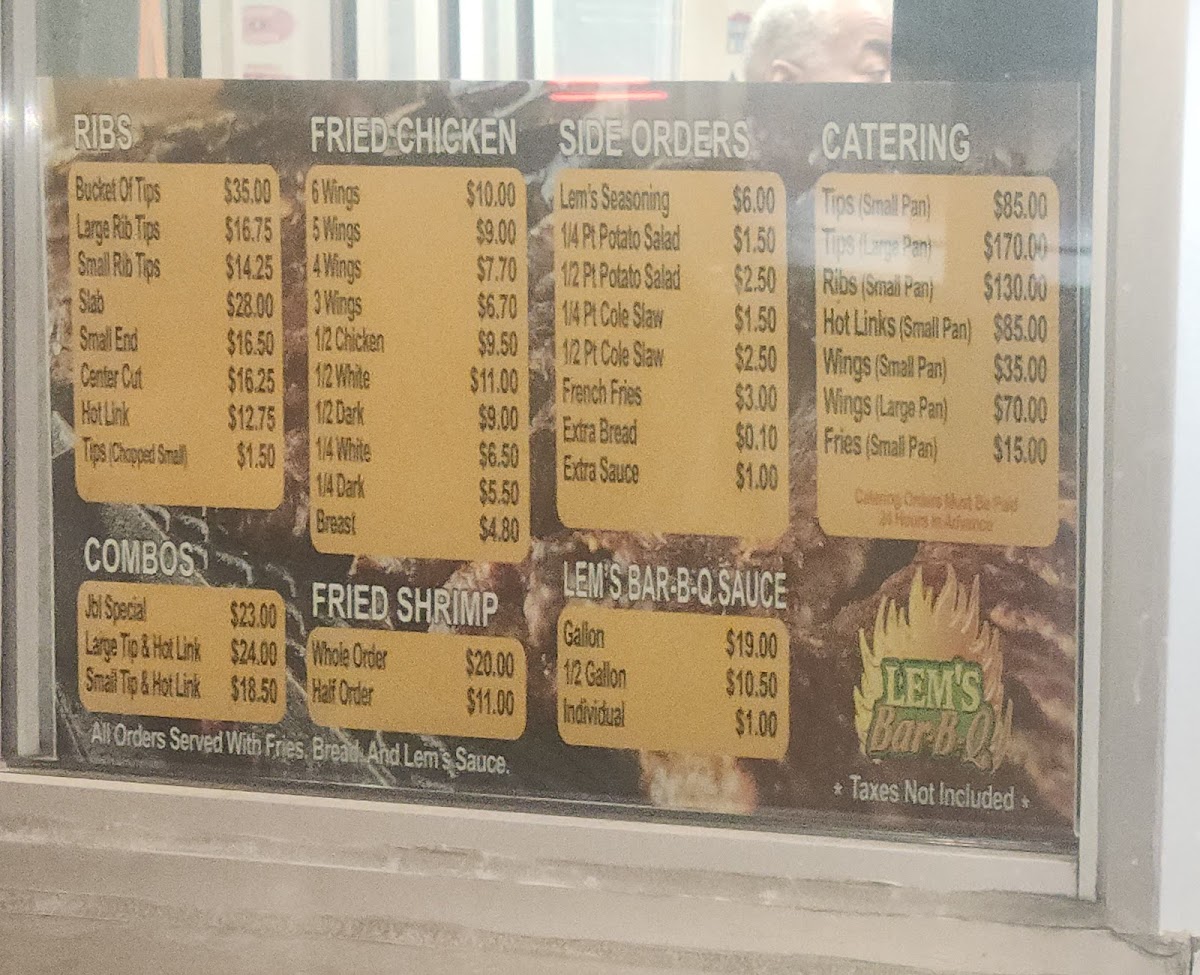 RIBS
Bucket Of Tips $35.00
Large Rib Tips $16.75
Small Rib Tips $14.25
Slab $28.00
Small End $16.50
Center Cut $16.25
Hot Link $12.75
Tips (Chopped Small) $1.50
COMBOS
Jbl Special $23.00
Large Tip & Hot Link $24.00
Small Tip & Hot Link $18.50
FRIED CHICKEN
6 Wings $10.00
5 Wings $9.00
4 Wings $7.70
3 Wings $6.70
1/2 Chicken $9.50
1/2 White $11.00
1/2 Dark $9.00
1/4 White $6.50
1/4 Dark $5.50
Breast $4.80
FRIED SHRIMP
Whole Order $20.00
Half Order $11.00
All Orders Served With Fries, Bread, And Lem's Sauce.
SIDE ORDERS
Lem's Seasoning $6.00
1/4 Pt Potato Salad $1.50
1/2 Pt Potato Salad $2.50
1/4 Pt Cole Slaw $1.50
1/2 Pt Cole Slaw $2.50
French Fries $3.00
Extra Bread $0.10
Extra Sauce $1.00
LEM'S BAR-B-Q SAUCE
Gallon $19.00
1/2 Gallon $10.50
Individual $1.00
CATERING
Tips (Small Pan) $85.00
Tips (Large Pan) $170.00
Ribs (Small Pan) $130.00
Hot Links (Small Pan) $85.00
Wings (Small Pan) $35.00
Wings (Large Pan) $70.00
Fries (Small Pan) $15.00
Catering Orders Must Be Paid
24 Hours in Advance
LEM'S
Bar-B-Q
* Taxes Not Included *